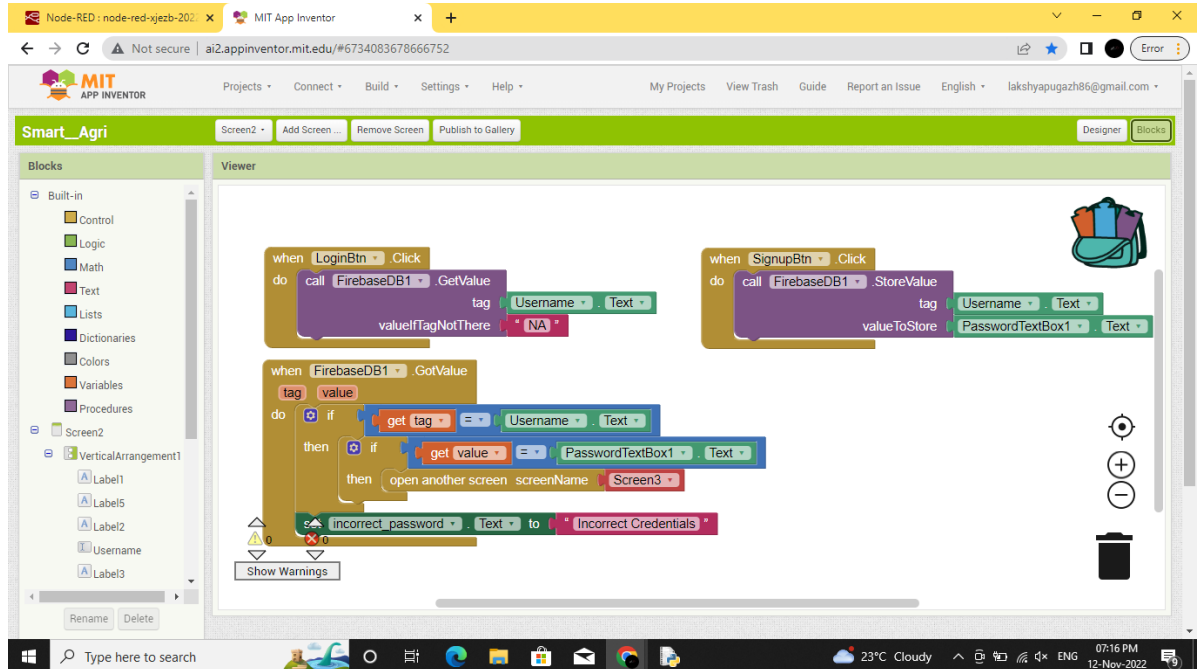 Node-RED : node-red-xjezb-202
MIT App Inventor
Not secure | ai2.appinventor.mit.edu/#6734083678666752
Error
MIT
APP INVENTOR
Projects Connect Build Settings Help My Projects View Trash Guide Report an Issue English lakshyapugazh86@gmail.com
Smart__Agri
Screen2 Add Screen ... Remove Screen Publish to Gallery Designer Blocks
Blocks
Viewer
Built-in
Control
Logic
Math
Text
Lists
Dictionaries
Colors
Variables
Procedures
Screen2
VerticalArrangement1
Label1
Label5
Label2
Username
Label3
Rename Delete
when LoginBtn .Click
do call FirebaseDB1 .GetValue
tag Username . Text
valueIfTagNotThere " NA "
when SignupBtn .Click
do call FirebaseDB1 .StoreValue
tag Username . Text
valueToStore PasswordTextBox1 . Text
when FirebaseDB1 .GotValue
tag value
do if get tag = Username . Text
then if get value = PasswordTextBox1 . Text
then open another screen screenName Screen3
set incorrect_password . Text to " Incorrect Credentials "
0 0
Show Warnings
Type here to search
23°C Cloudy
ENG
07:16 PM
12-Nov-2022